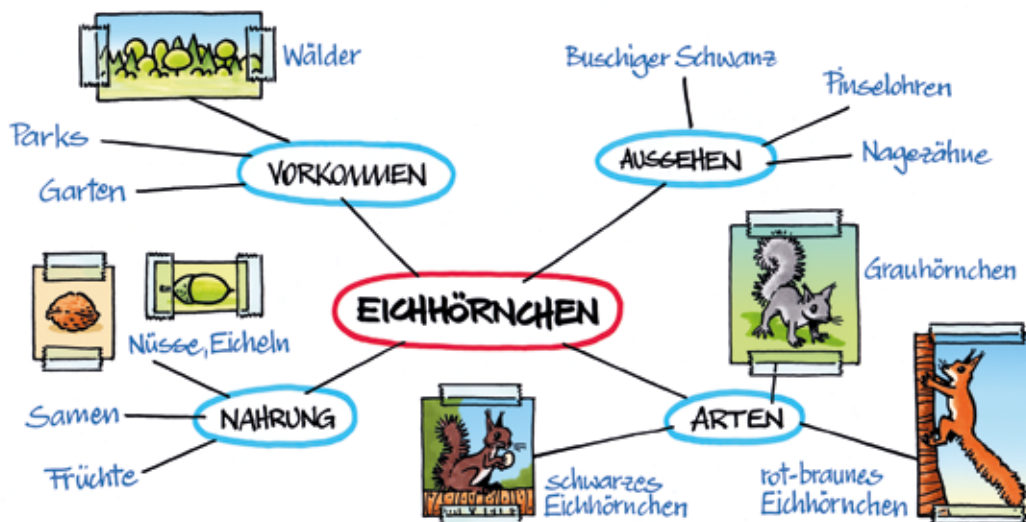 Wälder
Parks
Garten
VORKOMMEN
Buschiger Schwanz
Pinselohren
Nagezähne
AUSSEHEN
EICHHÖRNCHEN
Nüsse, Eicheln
Samen
Früchte
NAHRUNG
Grauhörnchen
ARTEN
schwarzes
Eichhörnchen
rot-braunes
Eichhörnchen